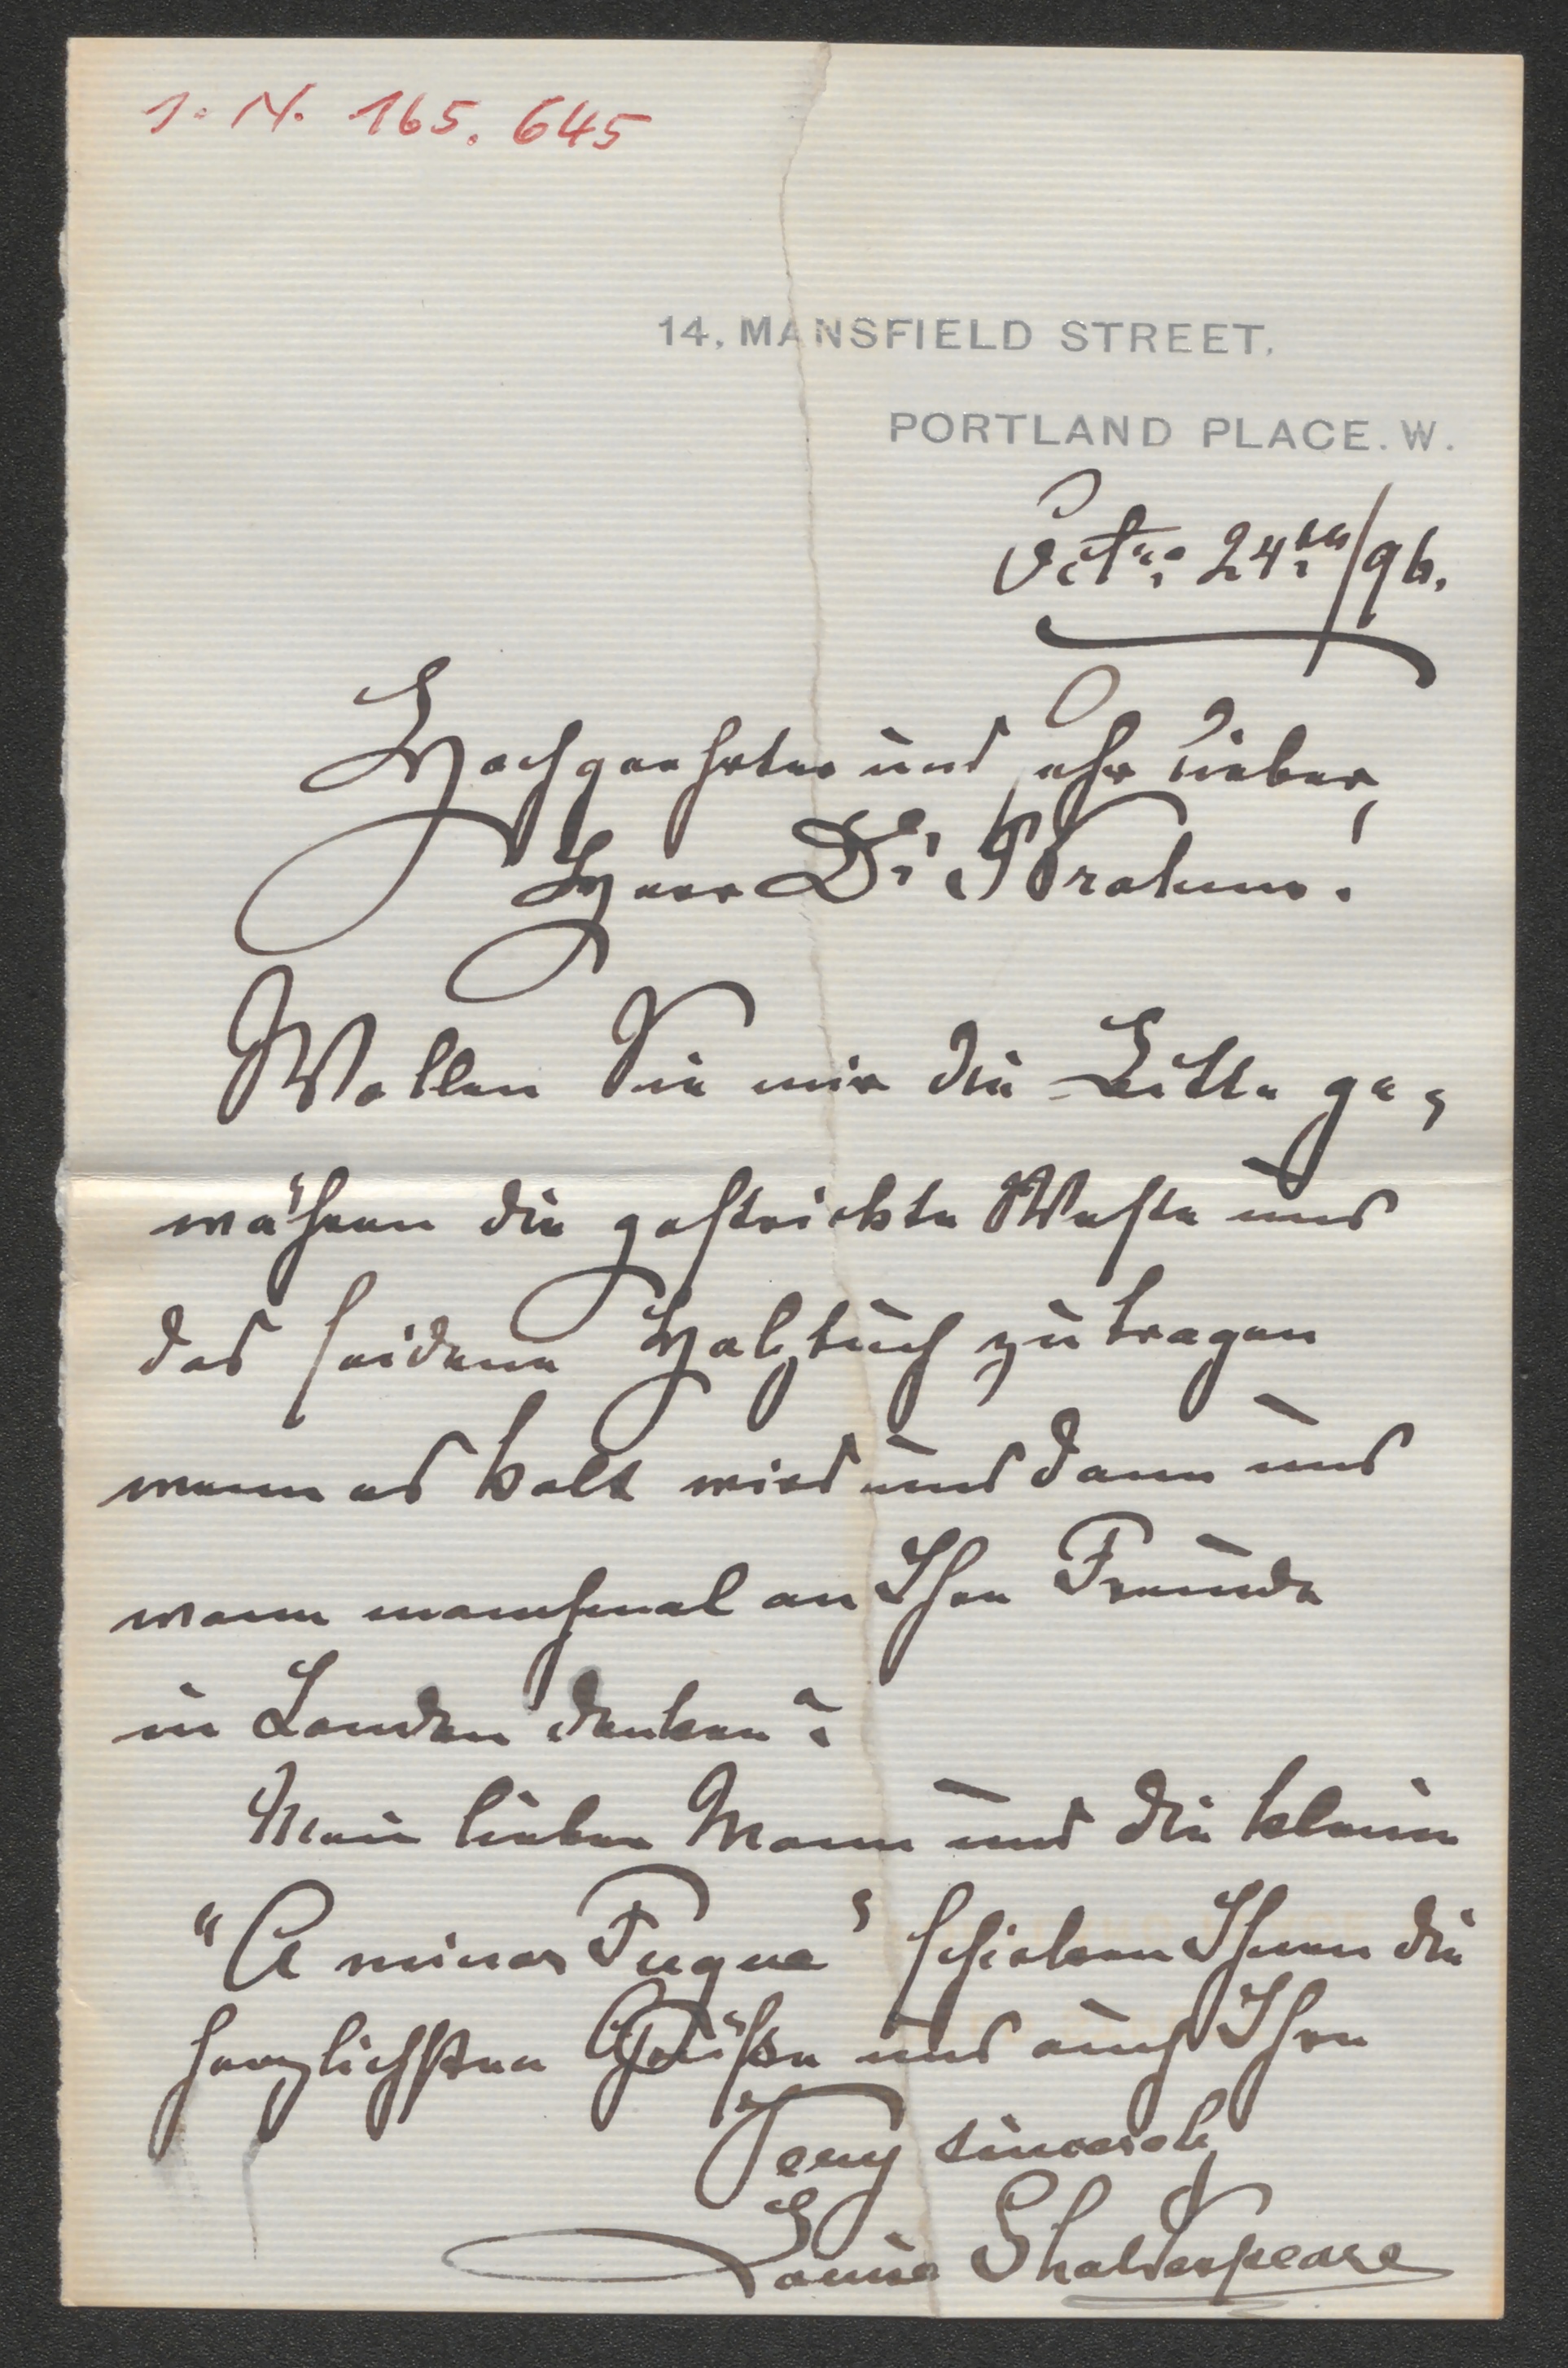 I. N. 165.645
14, MANSFIELD STREET,
PORTLAND PLACE. W.
Octr. 24th/96.
Hochgeehrter und sehr lieber,
Herr Dr. Brahms!
Wollen Sie mir die Bitte ge-
währen die gestrickte Weste und
das seidene Halstuch zu tragen
wenn es kalt wird und dann und
wann manchmal an Ihre Freunde
in London denken?
Mein lieber Mann und die kleine
"A minor Fugue" schicken Ihnen die
herzlichsten Grüße und auch Ihre
Very sincerely
Louise Shakespeare